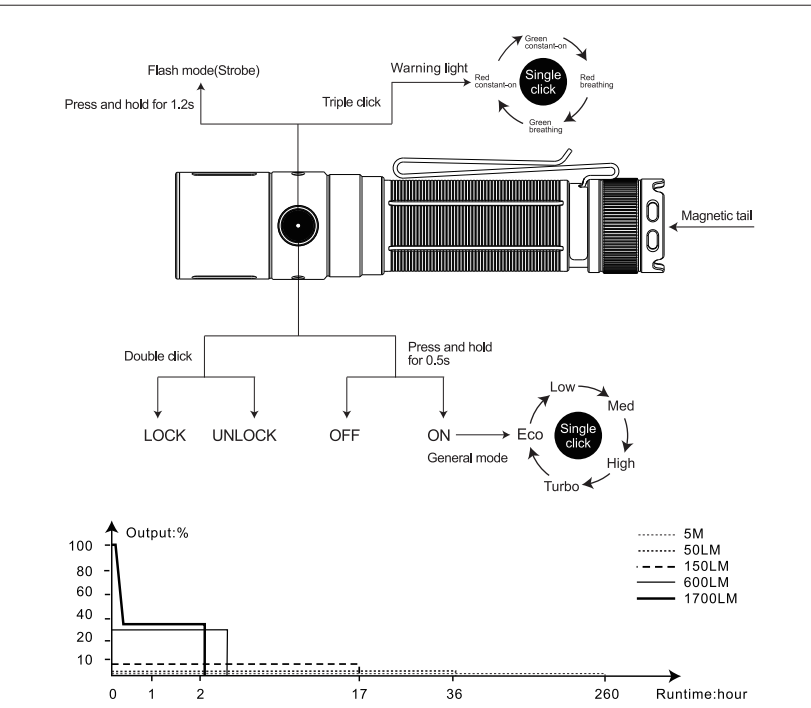 Flash mode(Strobe)
Press and hold for 1.2s
Triple click
Warning light
Green
constant-on
Red
constant-on
Single
click
Red
breathing
Green
breathing
Magnetic tail
Double click
Press and hold
for 0.5s
LOCK
UNLOCK
OFF
ON
General mode
Low
Med
Eco
Single
click
High
Turbo
Output:%
100
80
60
40
20
10
5M
50LM
150LM
600LM
1700LM
0
1
2
17
36
260
Runtime:hour